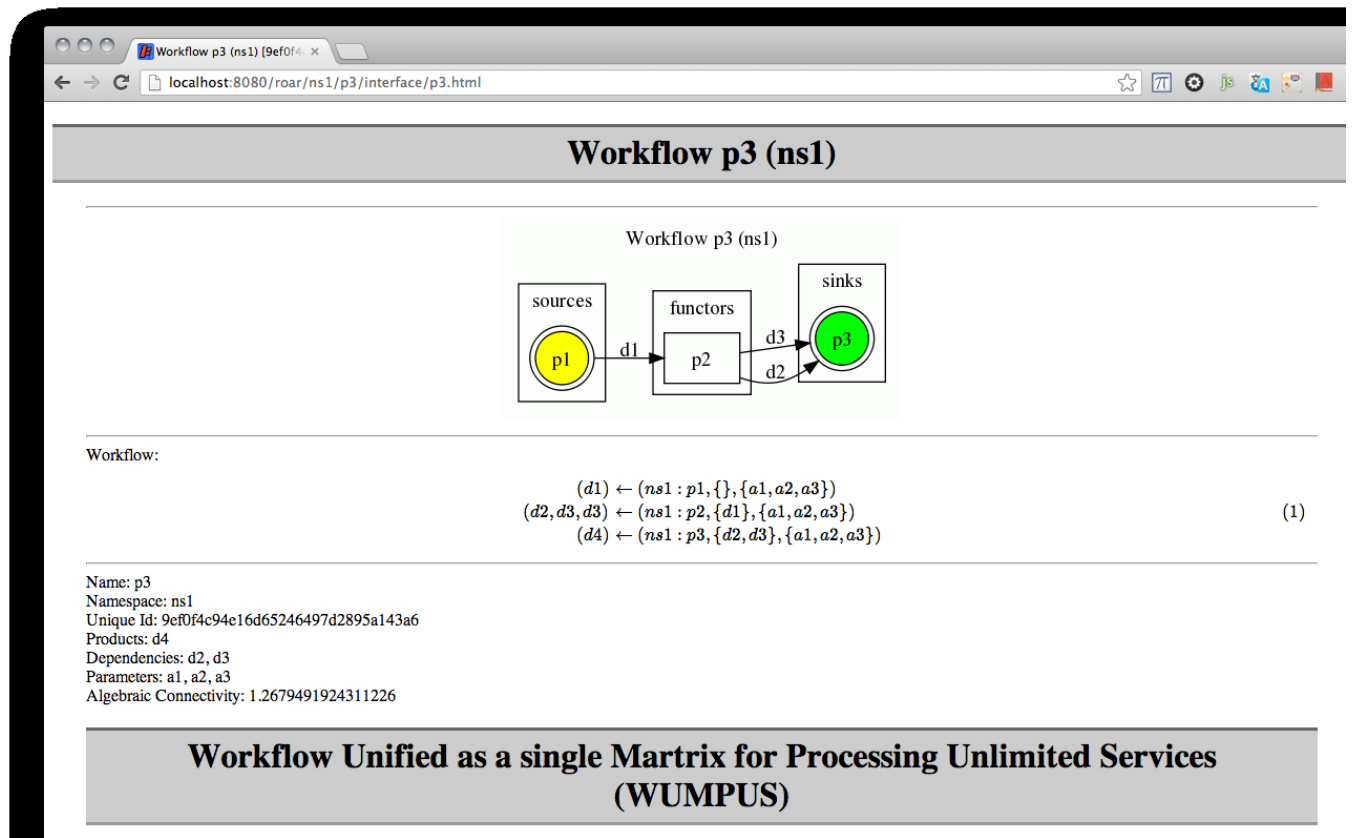 Workflow p3 (ns1) [9ef0f4
localhost:8080/roar/ns1/p3/interface/p3.html
π
js
Workflow p3 (ns1)
Workflow p3 (ns1)
sources
functors
sinks
p1
d1
p2
d3
d2
p3
Workflow:
(d1) ← (ns1 : p1, {}, {a1, a2, a3})
(d2, d3, d3) ← (ns1 : p2, {d1}, {a1, a2, a3})
(1)
(d4) ← (ns1 : p3, {d2, d3}, {a1, a2, a3})
Name: p3
Namespace: ns1
Unique Id: 9ef0f4c94e16d65246497d2895a143a6
Products: d4
Dependencies: d2, d3
Parameters: a1, a2, a3
Algebraic Connectivity: 1.2679491924311226
Workflow Unified as a single Martrix for Processing Unlimited Services
(WUMPUS)